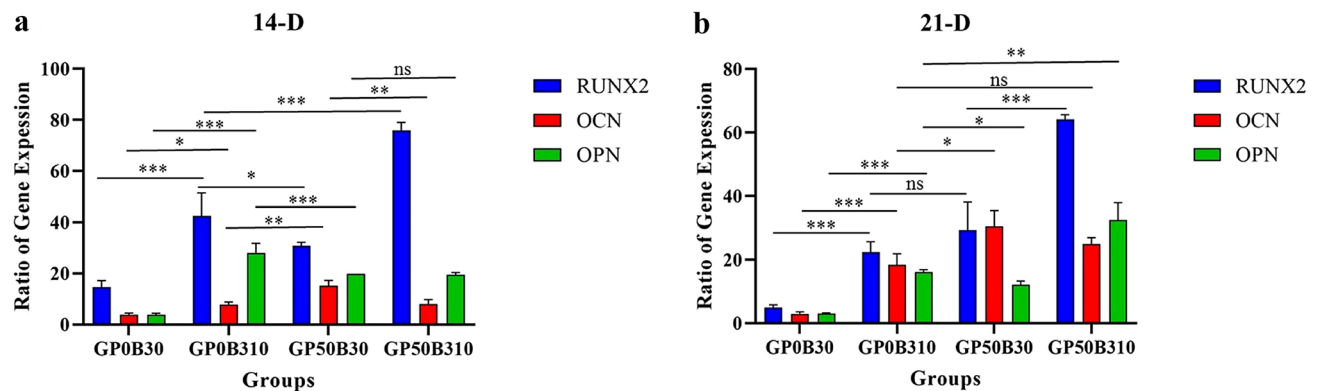 a
14-D
Ratio of Gene Expession
100
80
60
40
20
0
ns
**
***
***
*
***
*
***
**
GP0B30 GP0B310 GP50B30 GP50B310
Groups
RUNX2
OCN
OPN
b
21-D
Ratio of Gene Expession
80
60
40
20
0
**
ns
***
*
*
***
ns
***
***
GP0B30 GP0B310 GP50B30 GP50B310
Groups
RUNX2
OCN
OPN